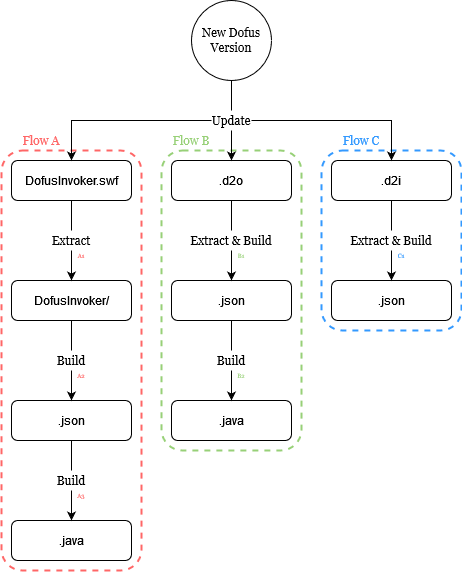 New Dofus
Version
Update
Flow A
Flow B
Flow C
DofusInvoker.swf
.d2o
.d2i
Extract
A1
Extract & Build
B1
Extract & Build
C1
DofusInvoker/
.json
.json
Build
A2
Build
B2
.json
.java
Build
A3
.java